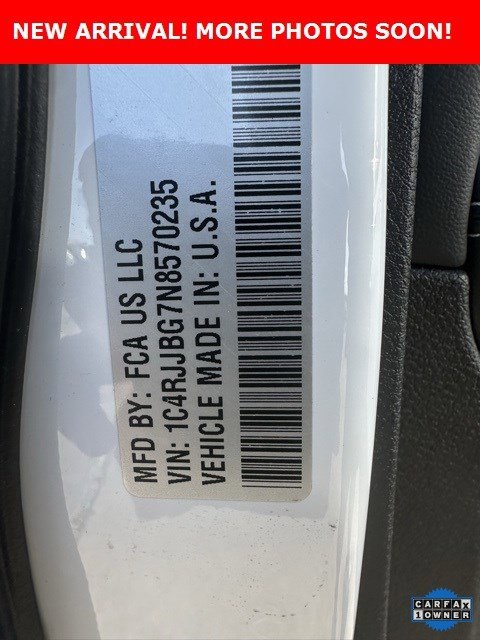 NEW ARRIVAL! MORE PHOTOS SOON!
MFD BY: FCA US LLC
VIN: 1C4RJJBG7N8570235
VEHICLE MADE IN: U.S.A.
CARFAX
1 OWNER